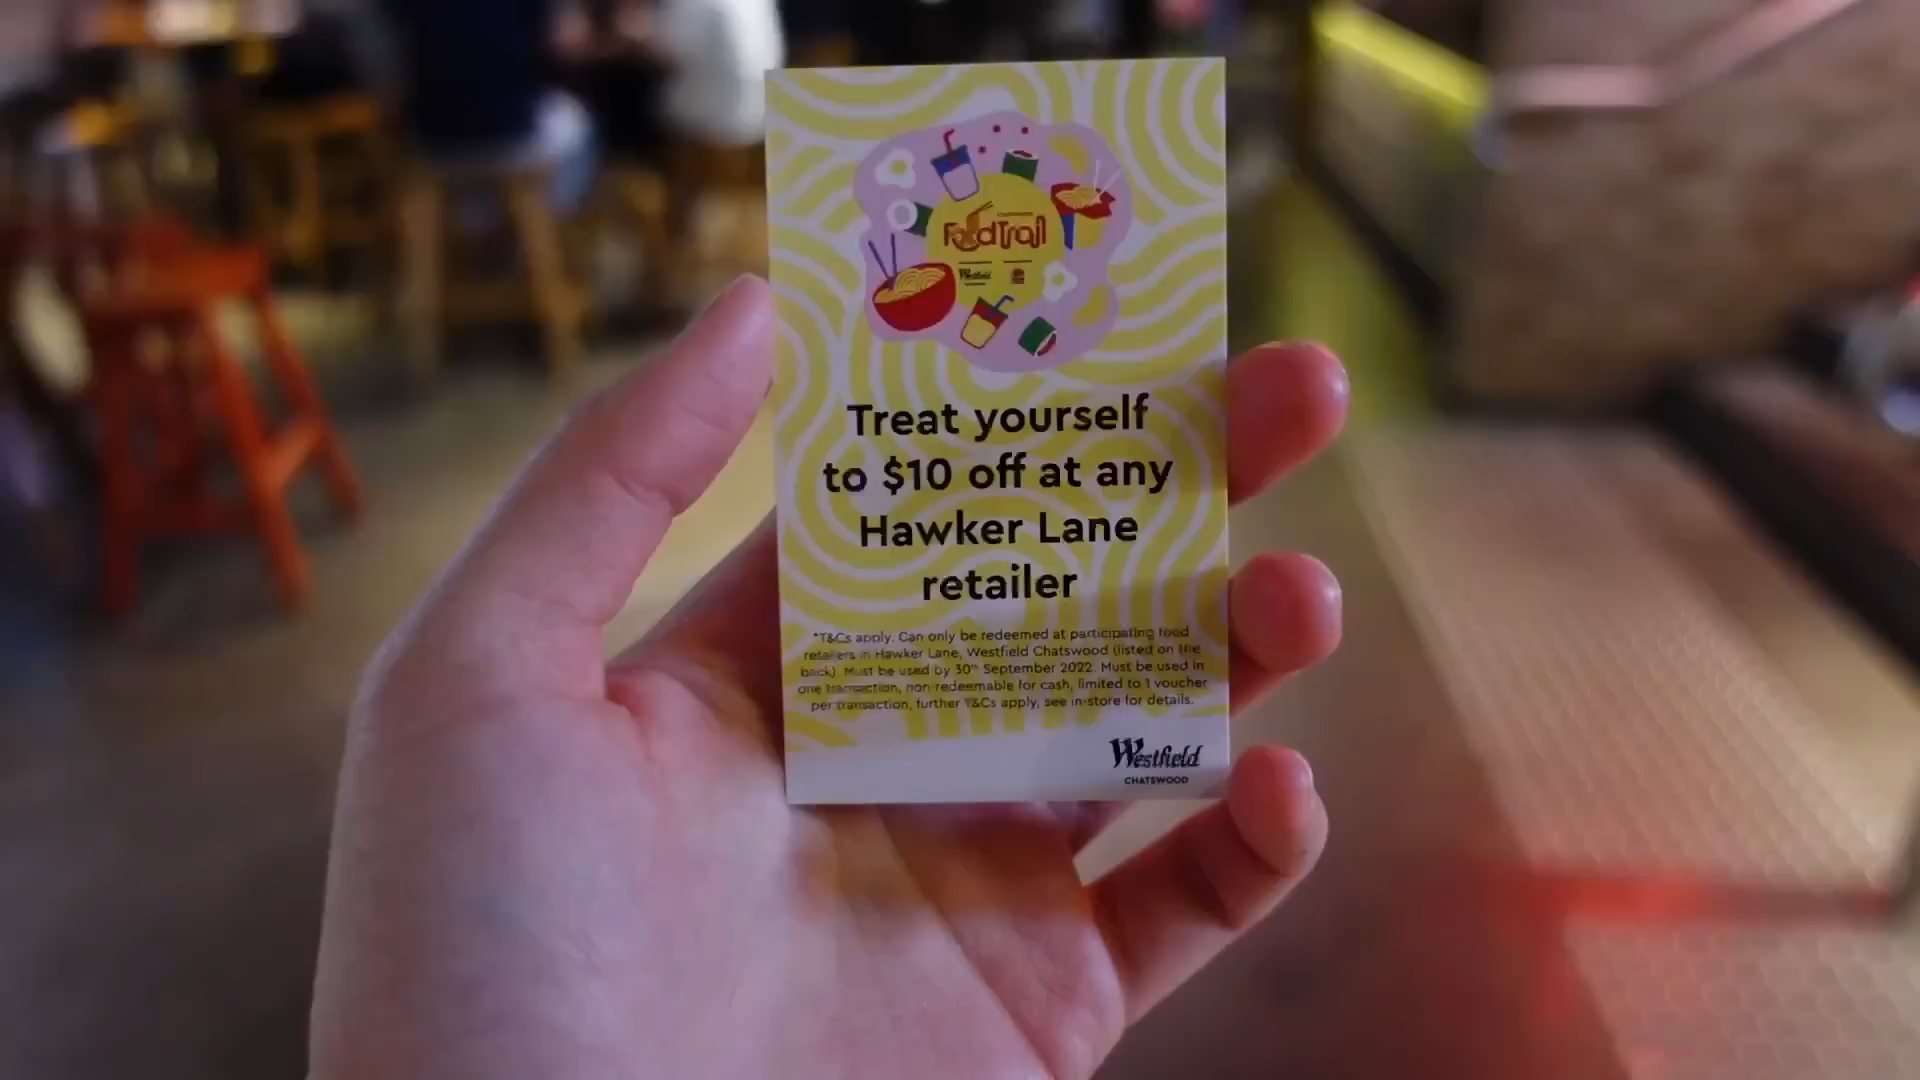 FoodTrail
Westfield
Treat yourself
to $10 off at any
Hawker Lane
retailer
*T&Cs apply. Can only be redeemed at participating food
retailers in Hawker Lane, Westfield Chatswood (listed on the
back). Must be used by 30th September 2022. Must be used in
one transaction, non-redeemable for cash, limited to 1 voucher
per transaction, further T&Cs apply, see in-store for details.
Westfield
CHATSWOOD